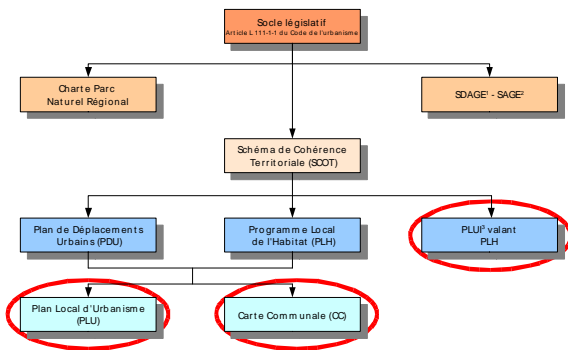 Socle législatif
Article L 111-1-1 du Code de l'urbanisme
Charte Parc
Naturel Régional
SDAGE¹ - SAGE²
Schéma de Cohérence
Territoriale (SCOT)
Plan de Déplacements
Urbains (PDU)
Programme Local
de l'Habitat (PLH)
PLUI³ valant
PLH
Plan Local d'Urbanisme
(PLU)
Carte Communale (CC)